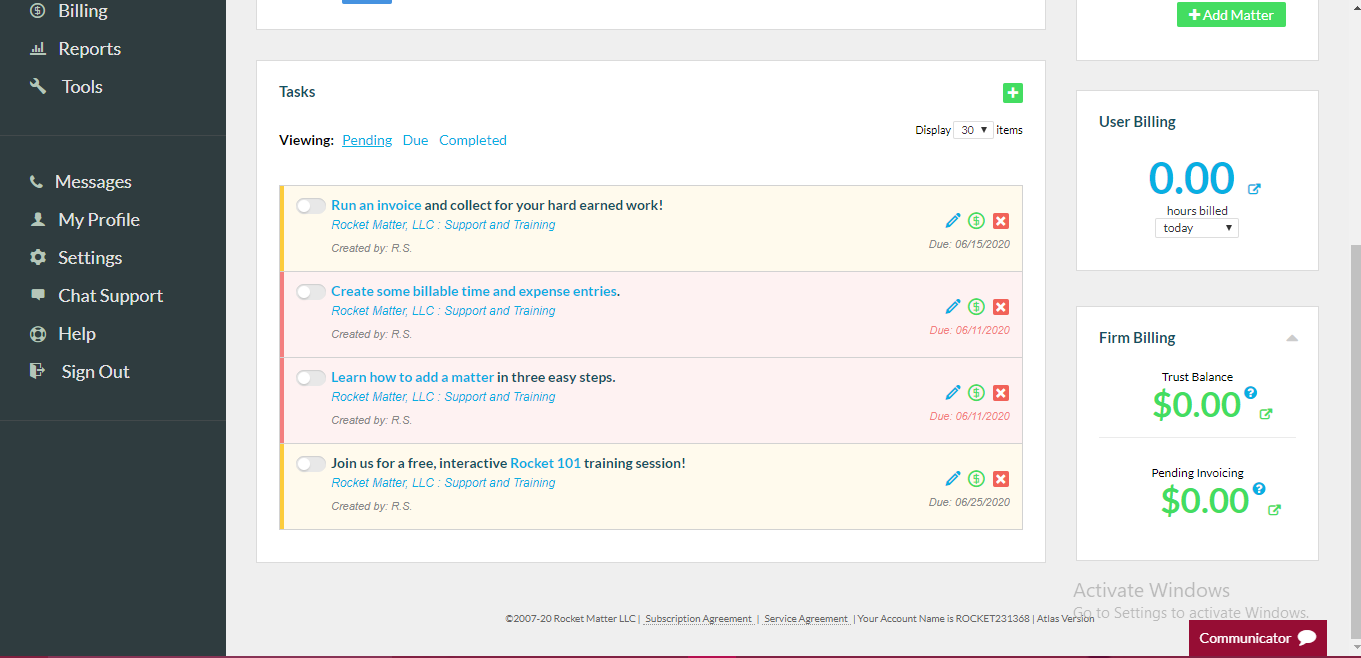 Billing
Reports
Tools
Messages
My Profile
Settings
Chat Support
Help
Sign Out
Tasks
Viewing: Pending Due Completed
Display 30 items
Run an invoice and collect for your hard earned work!
Rocket Matter, LLC : Support and Training
Created by: R.S.
Due: 06/15/2020
Create some billable time and expense entries.
Rocket Matter, LLC : Support and Training
Created by: R.S.
Due: 06/11/2020
Learn how to add a matter in three easy steps.
Rocket Matter, LLC : Support and Training
Created by: R.S.
Due: 06/11/2020
Join us for a free, interactive Rocket 101 training session!
Rocket Matter, LLC : Support and Training
Created by: R.S.
Due: 06/25/2020
Add Matter
User Billing
0.00
hours billed
today
Firm Billing
Trust Balance
$0.00
Pending Invoicing
$0.00
Activate Windows
Go to Settings to activate Windows.
©2007-20 Rocket Matter LLC | Subscription Agreement | Service Agreement | Your Account Name is ROCKET231368 | Atlas Version
Communicator